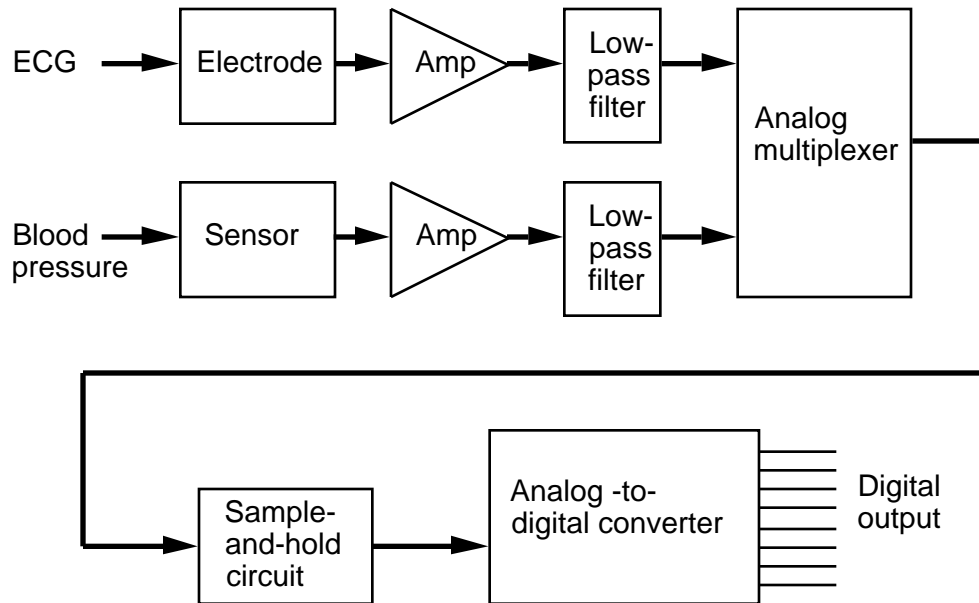 ECG
Electrode
Amp
Low-
pass
filter
Analog
multiplexer
Blood
pressure
Sensor
Amp
Low-
pass
filter
Sample-
and-hold
circuit
Analog -to-
digital converter
Digital
output